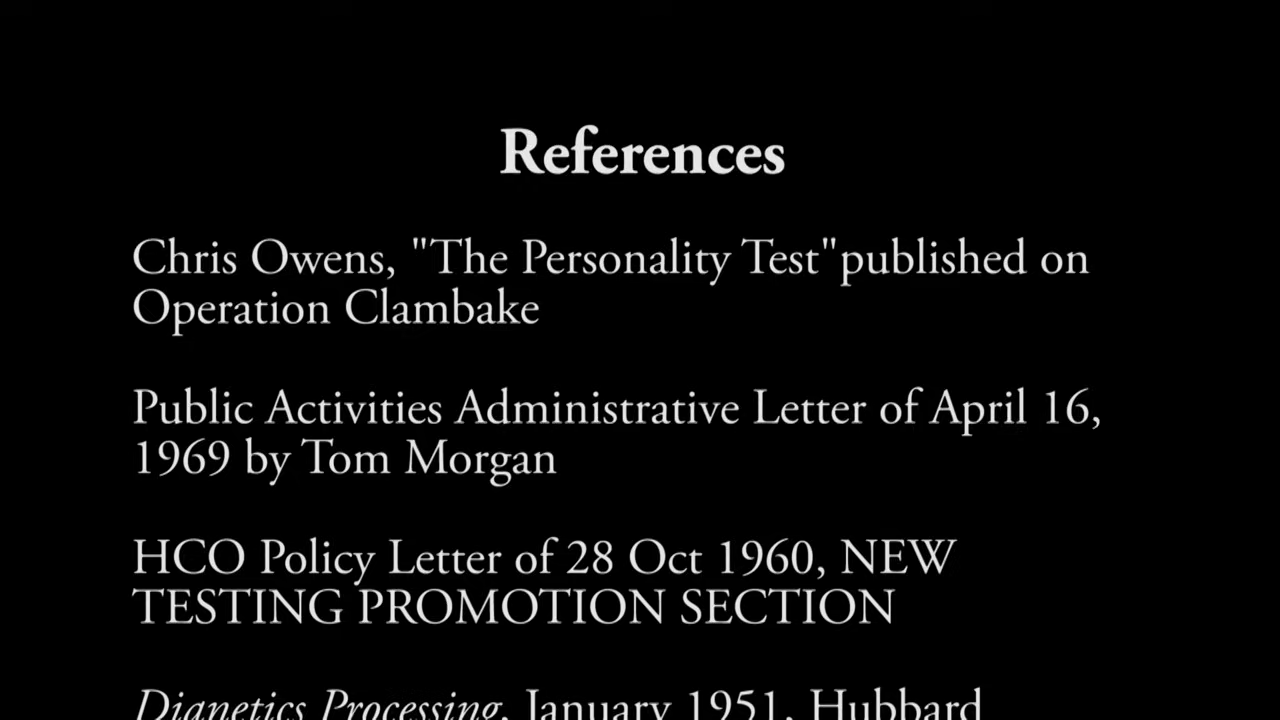 References
Chris Owens, "The Personality Test"published on
Operation Clambake
Public Activities Administrative Letter of April 16,
1969 by Tom Morgan
HCO Policy Letter of 28 Oct 1960, NEW
TESTING PROMOTION SECTION
Dianetics Processing, January 1951, Hubbard